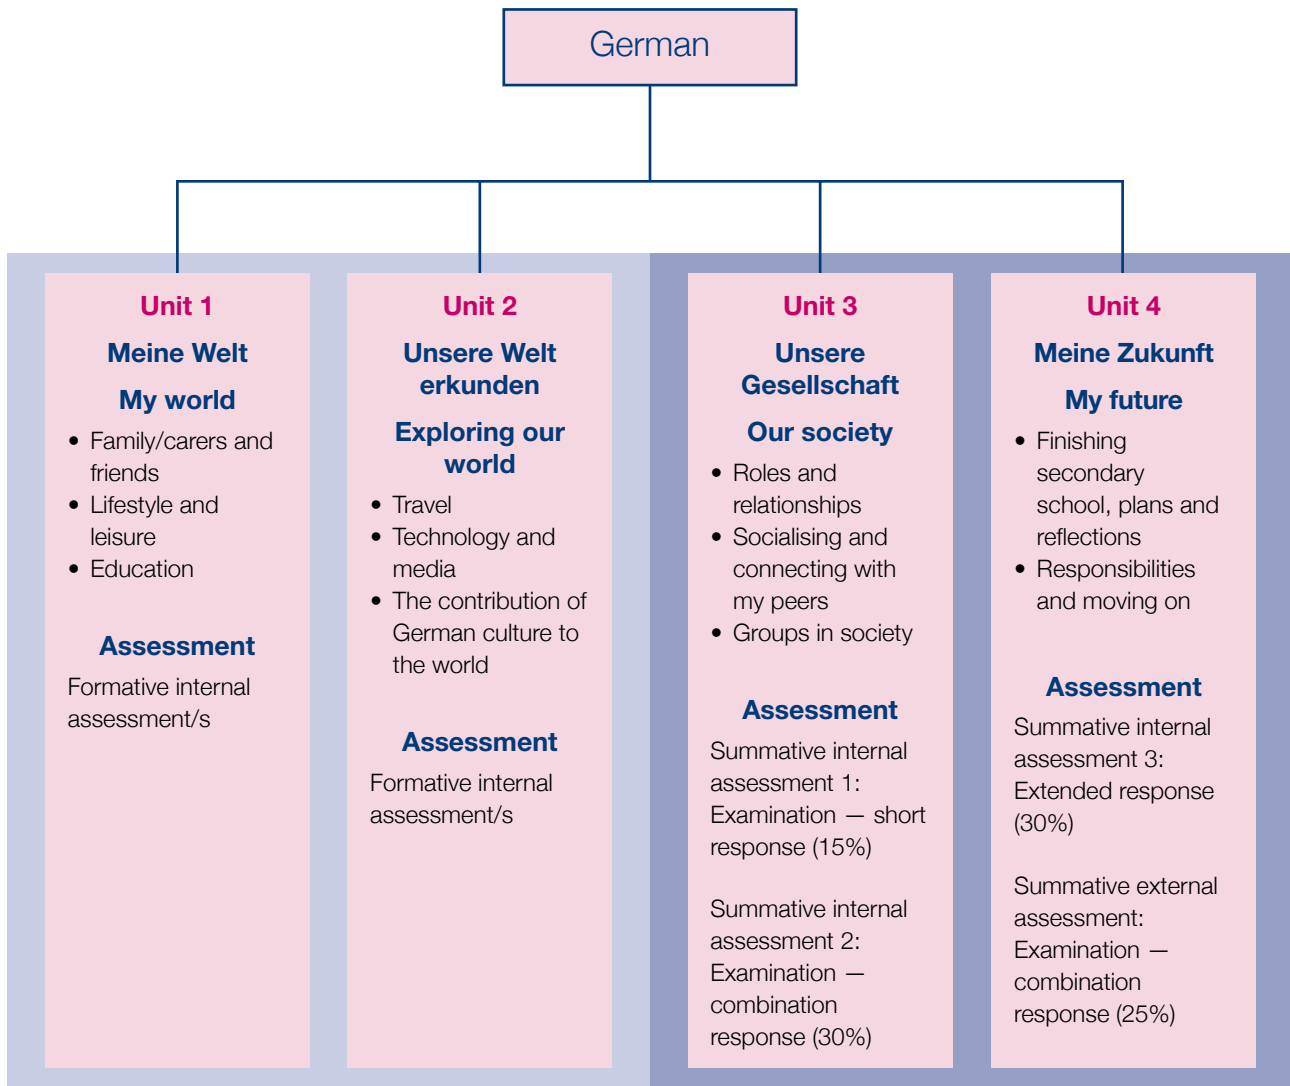 German
Unit 1
Meine Welt
My world
• Family/carers and
friends
• Lifestyle and
leisure
• Education
Assessment
Formative internal
assessment/s
Unit 2
Unsere Welt
erkunden
Exploring our
world
• Travel
• Technology and
media
• The contribution of
German culture to
the world
Assessment
Formative internal
assessment/s
Unit 3
Unsere
Gesellschaft
Our society
• Roles and
relationships
• Socialising and
connecting with
my peers
• Groups in society
Assessment
Summative internal
assessment 1:
Examination — short
response (15%)
Summative internal
assessment 2:
Examination —
combination
response (30%)
Unit 4
Meine Zukunft
My future
• Finishing
secondary
school, plans and
reflections
• Responsibilities
and moving on
Assessment
Summative internal
assessment 3:
Extended response
(30%)
Summative external
assessment:
Examination —
combination
response (25%)